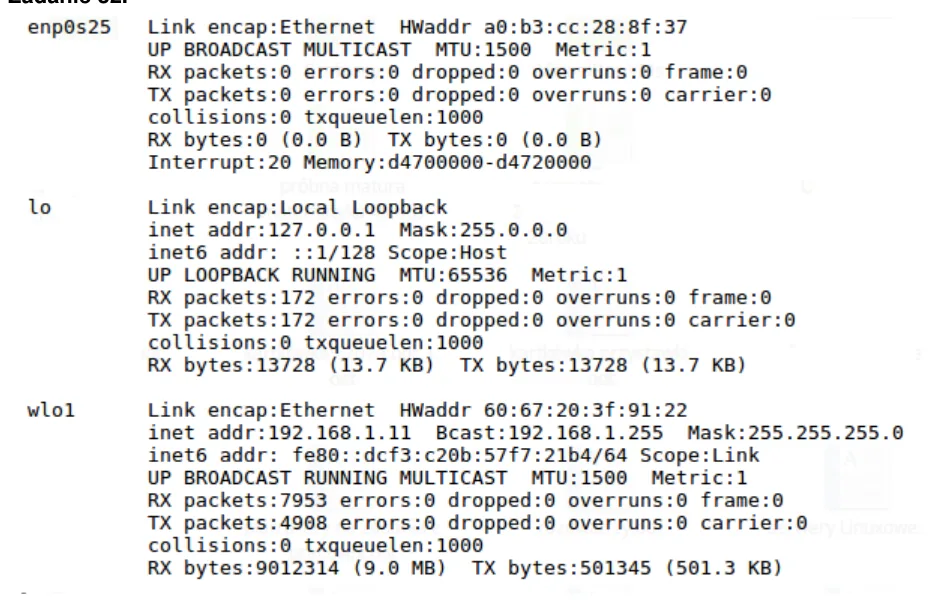 enp0s25 Link encap:Ethernet HWaddr a0:b3:cc:28:8f:37
UP BROADCAST MULTICAST MTU:1500 Metric:1
RX packets:0 errors:0 dropped:0 overruns:0 frame:0
TX packets:0 errors:0 dropped:0 overruns:0 carrier:0
collisions:0 txqueuelen:1000
RX bytes:0 (0.0 B) TX bytes:0 (0.0 B)
Interrupt:20 Memory:d4700000-d4720000
próbna matura
lo Link encap:Local Loopback
inet addr:127.0.0.1 Mask:255.0.0.0
inet6 addr: ::1/128 Scope:Host
UP LOOPBACK RUNNING MTU:65536 Metric:1
RX packets:172 errors:0 dropped:0 overruns:0 frame:0
TX packets:172 errors:0 dropped:0 overruns:0 carrier:0
collisions:0 txqueuelen:1000
RX bytes:13728 (13.7 KB) TX bytes:13728 (13.7 KB)
wlo1 Link encap:Ethernet HWaddr 60:67:20:3f:91:22
inet addr:192.168.1.11 Bcast:192.168.1.255 Mask:255.255.255.0
inet6 addr: fe80::dcf3:c20b:57f7:21b4/64 Scope:Link
UP BROADCAST RUNNING MULTICAST MTU:1500 Metric:1
RX packets:7953 errors:0 dropped:0 overruns:0 frame:0
TX packets:4908 errors:0 dropped:0 overruns:0 carrier:0
collisions:0 txqueuelen:1000
RX bytes:9012314 (9.0 MB) TX bytes:501345 (501.3 KB)